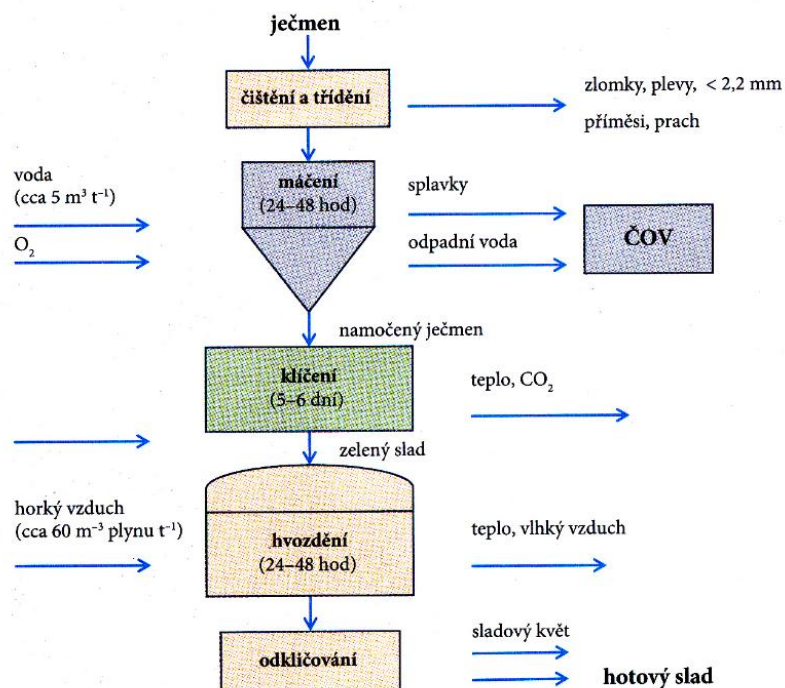 ječmen
čištění a třídění
zlomky, plevy, < 2,2 mm
příměsi, prach
voda
(cca 5 m³ t⁻¹)
O₂
máčení
(24–48 hod)
splavky
odpadní voda
ČOV
namočený ječmen
klíčení
(5–6 dní)
teplo, CO₂
zelený slad
horký vzduch
(cca 60 m⁻³ plynu t⁻¹)
hvozdění
(24–48 hod)
teplo, vlhký vzduch
odkličování
sladový květ
hotový slad